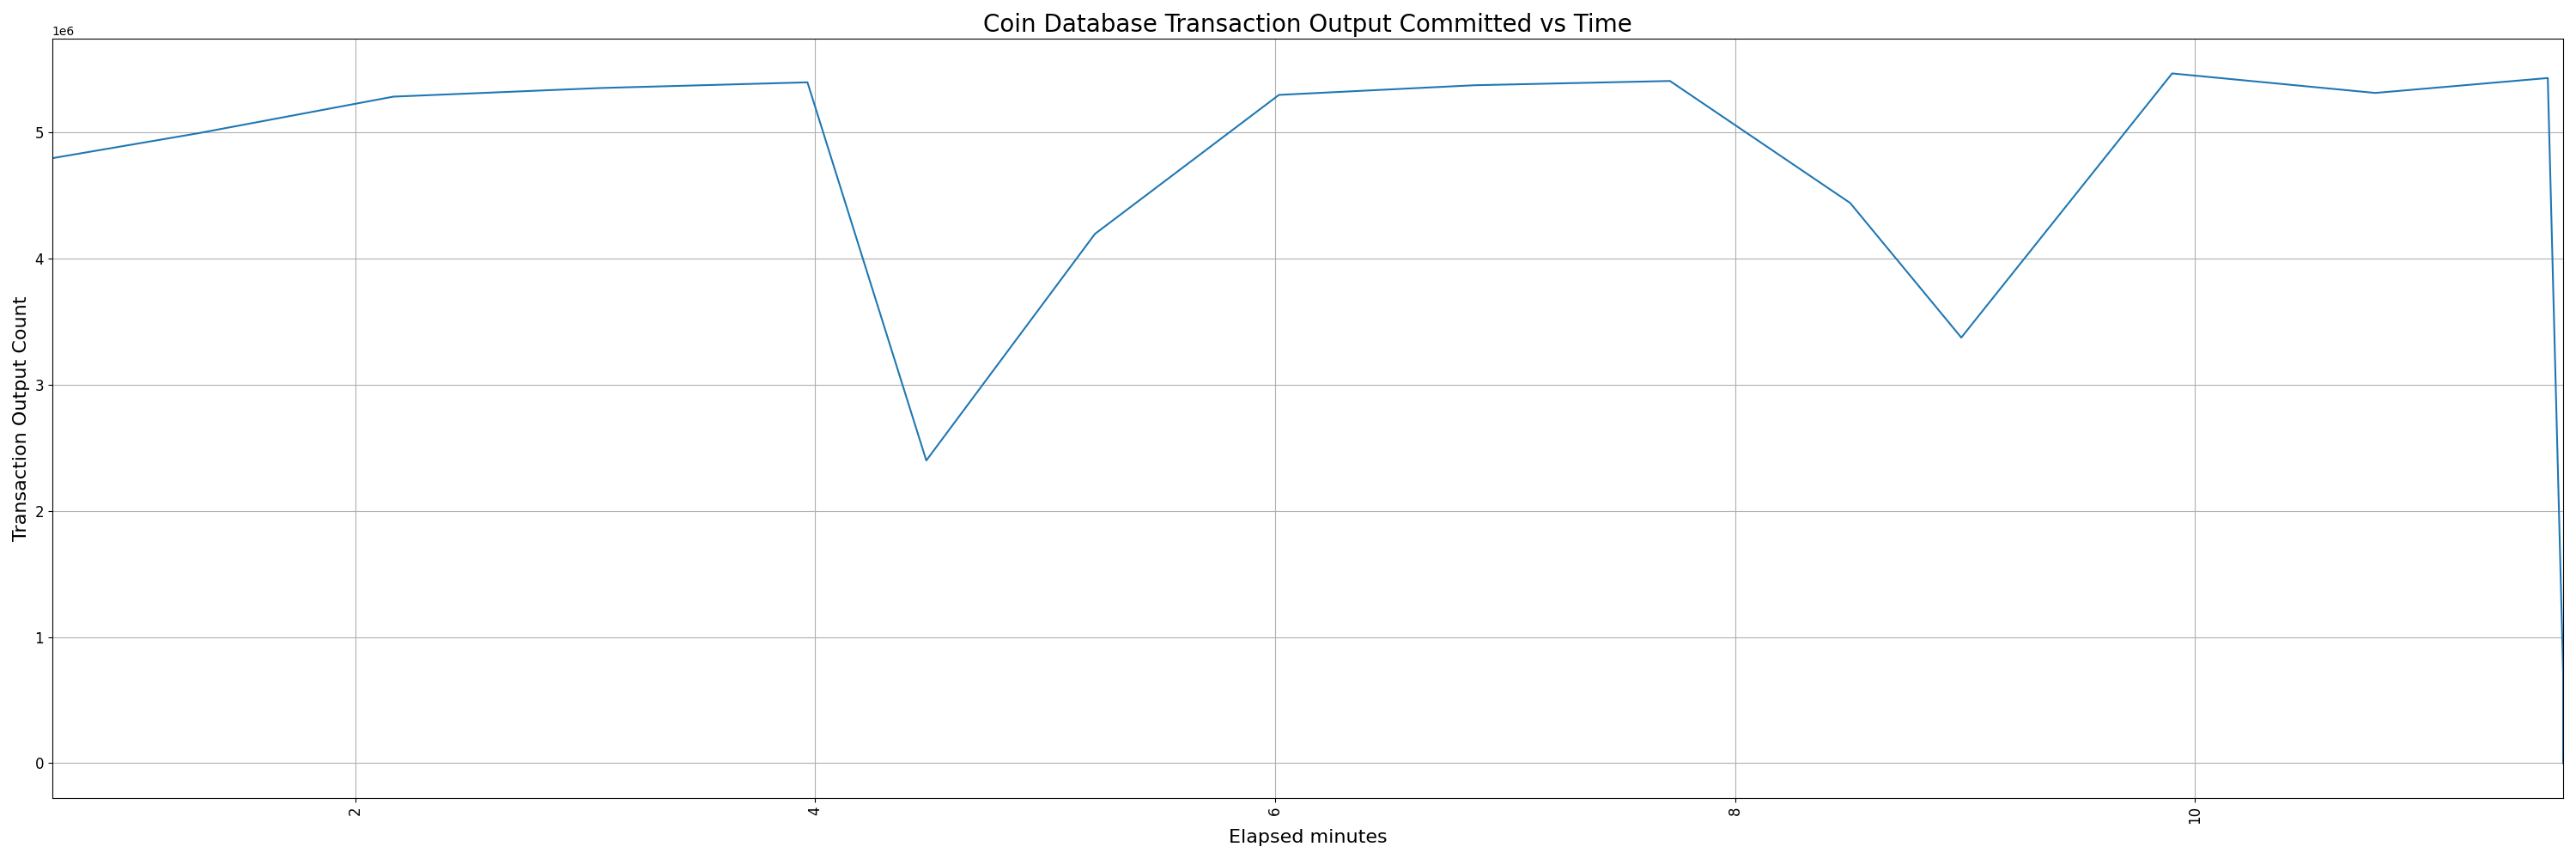 Coin Database Transaction Output Committed vs Time
1e6
5
4
3
2
1
0
Transaction Output Count
2
4
6
8
10
Elapsed minutes